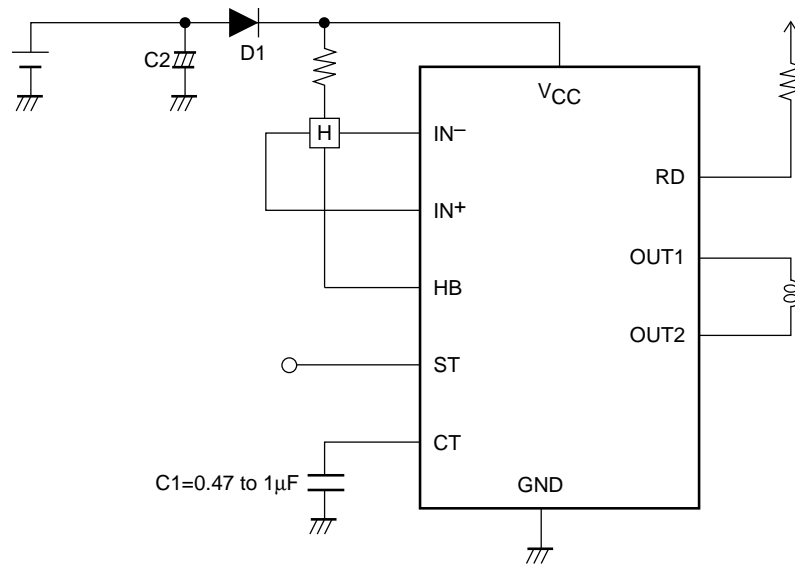 C2
D1
VCC
H
IN–
RD
IN+
OUT1
HB
OUT2
ST
CT
C1=0.47 to 1μF
GND